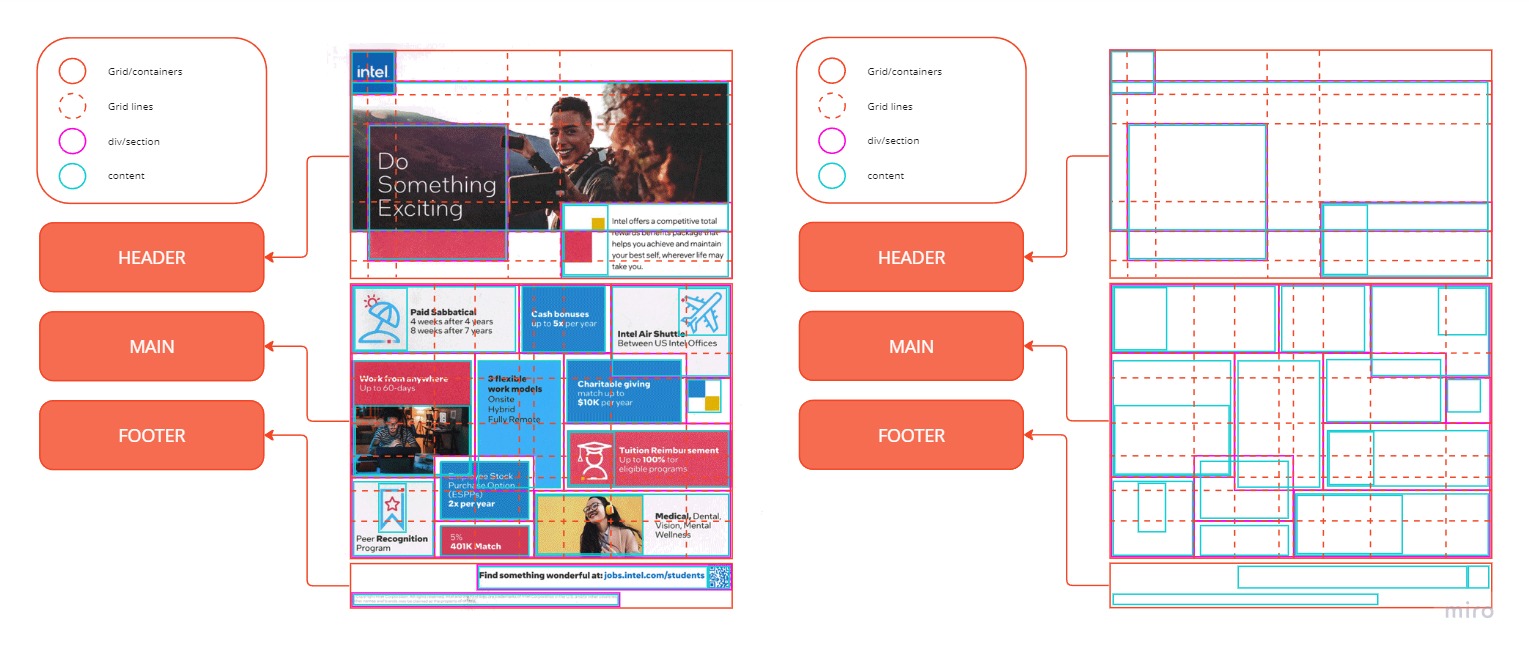 Grid/containers
Grid lines
div/section
content
HEADER
MAIN
FOOTER
intel
Do
Something
Exciting
Intel offers a competitive total
rewards benefits package that
helps you achieve and maintain
your best self, wherever life may
take you.
Paid Sabbatical
4 weeks after 4 years
8 weeks after 7 years
Cash bonuses
up to 5x per year
Intel Air Shuttle
Between US Intel Offices
Work from anywhere
Up to 60-days
3 flexible
work models
Onsite
Hybrid
Fully Remote
Charitable giving
match up to
$10K per year
Tuition Reimbursement
Up to 100% for
eligible programs
Employee Stock
Purchase Option
(ESPPs)
2x per year
Peer Recognition
Program
5%
401K Match
Medical, Dental,
Vision, Mental
Wellness
Find something wonderful at: jobs.intel.com/students
Grid/containers
Grid lines
div/section
content
HEADER
MAIN
FOOTER
miro